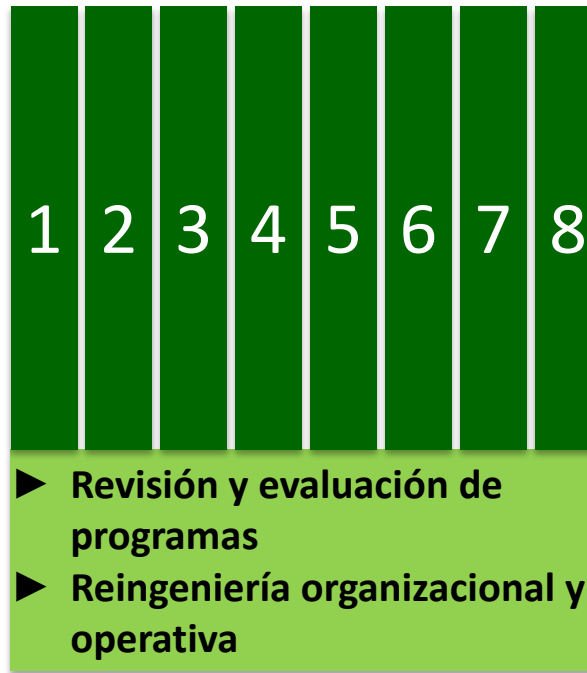 1 2 3 4 5 6 7 8
► Revisión y evaluación de
programas
► Reingeniería organizacional y
operativa